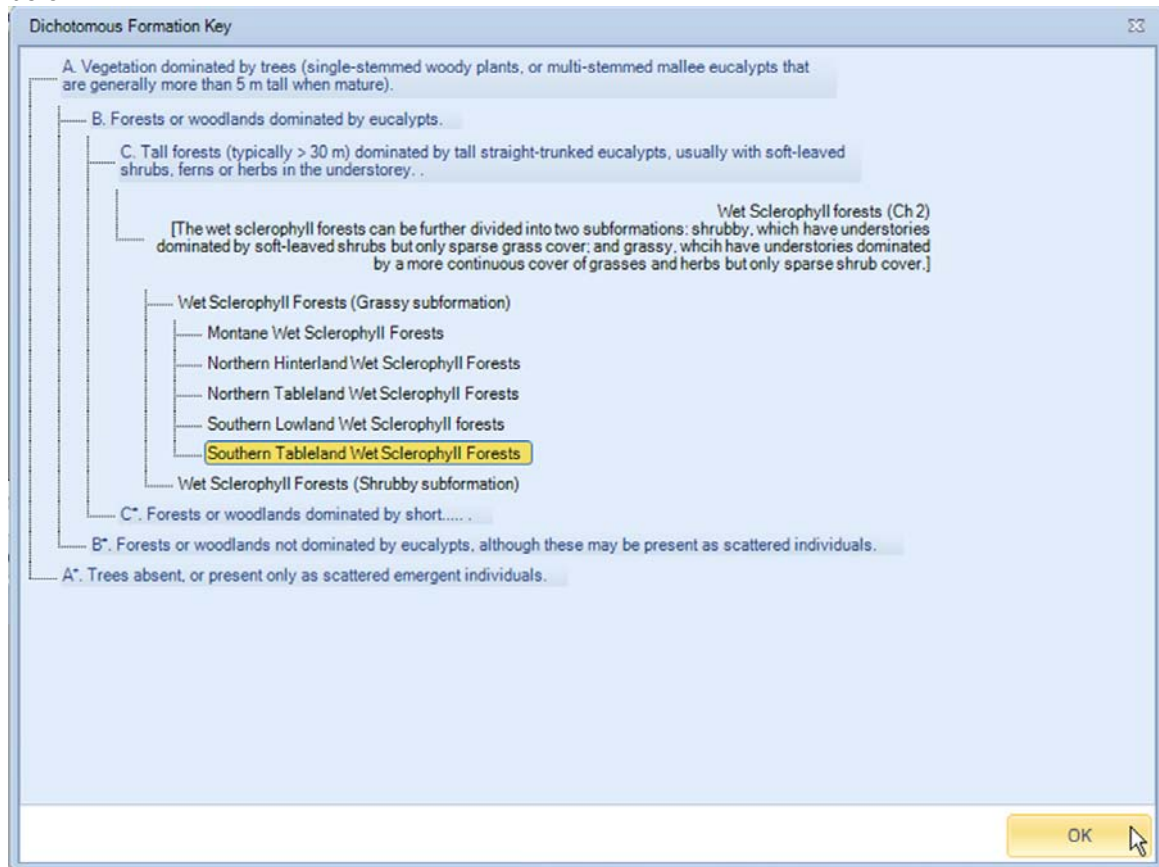 Dichotomous Formation Key
A. Vegetation dominated by trees (single-stemmed woody plants, or multi-stemmed mallee eucalypts that
are generally more than 5 m tall when mature).
B. Forests or woodlands dominated by eucalypts.
C. Tall forests (typically > 30 m) dominated by tall straight-trunked eucalypts, usually with soft-leaved
shrubs, ferns or herbs in the understorey. .
Wet Sclerophyll forests (Ch 2)
[The wet sclerophyll forests can be further divided into two subformations: shrubby, which have understories
dominated by soft-leaved shrubs but only sparse grass cover; and grassy, whcih have understories dominated
by a more continuous cover of grasses and herbs but only sparse shrub cover.]
Wet Sclerophyll Forests (Grassy subformation)
Montane Wet Sclerophyll Forests
Northern Hinterland Wet Sclerophyll Forests
Northern Tableland Wet Sclerophyll Forests
Southern Lowland Wet Sclerophyll forests
Southern Tableland Wet Sclerophyll Forests
Wet Sclerophyll Forests (Shrubby subformation)
C*. Forests or woodlands dominated by short..... .
B*. Forests or woodlands not dominated by eucalypts, although these may be present as scattered individuals.
A*. Trees absent, or present only as scattered emergent individuals.
OK